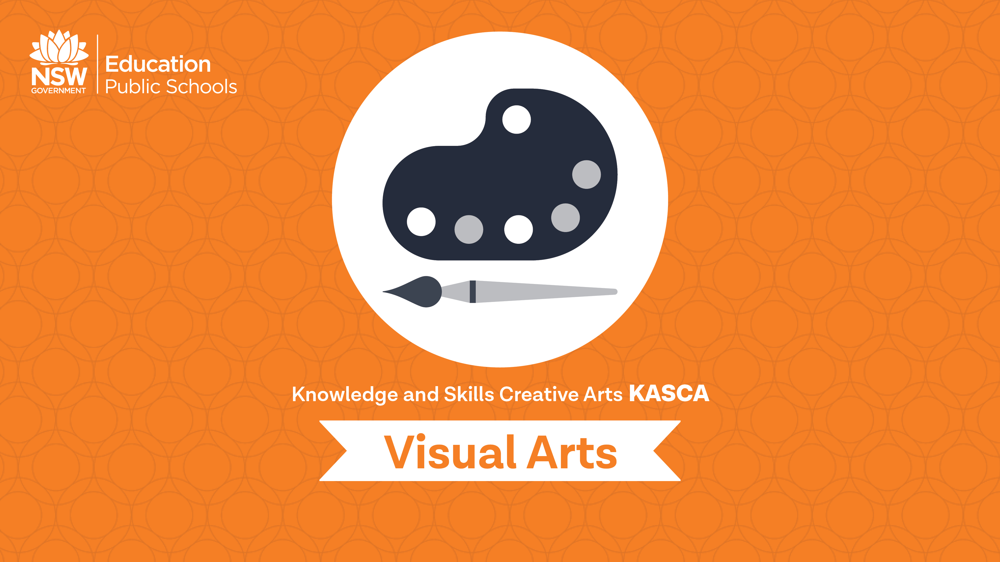 NSW
GOVERNMENT
Education
Public Schools
Knowledge and Skills Creative Arts KASCA
Visual Arts